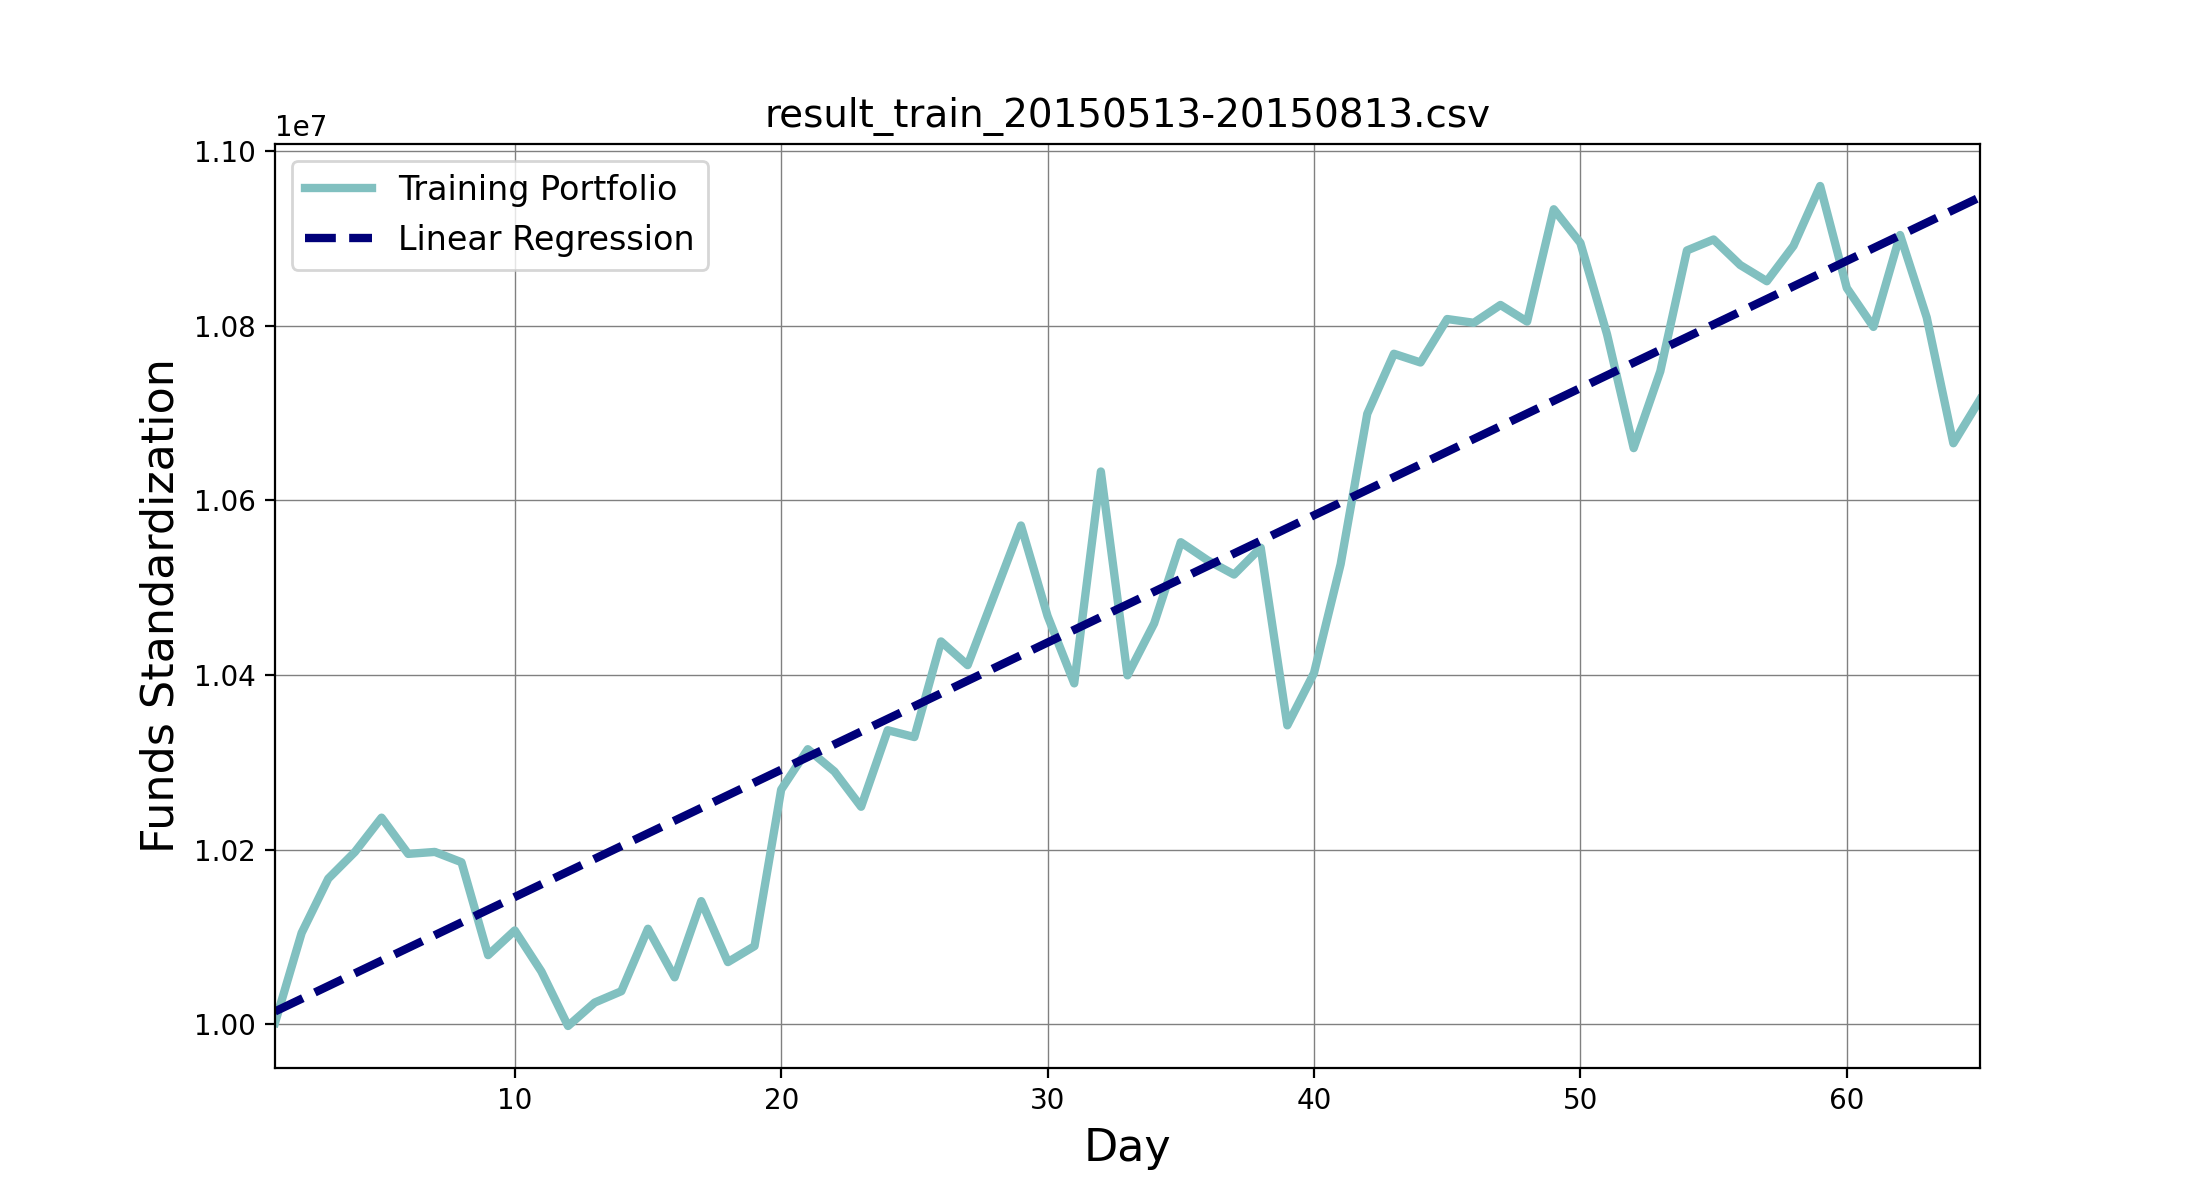 result_train_20150513-20150813.csv
1e7
Training Portfolio
Linear Regression
Funds Standardization
1.10
1.08
1.06
1.04
1.02
1.00
10 20 30 40 50 60
Day